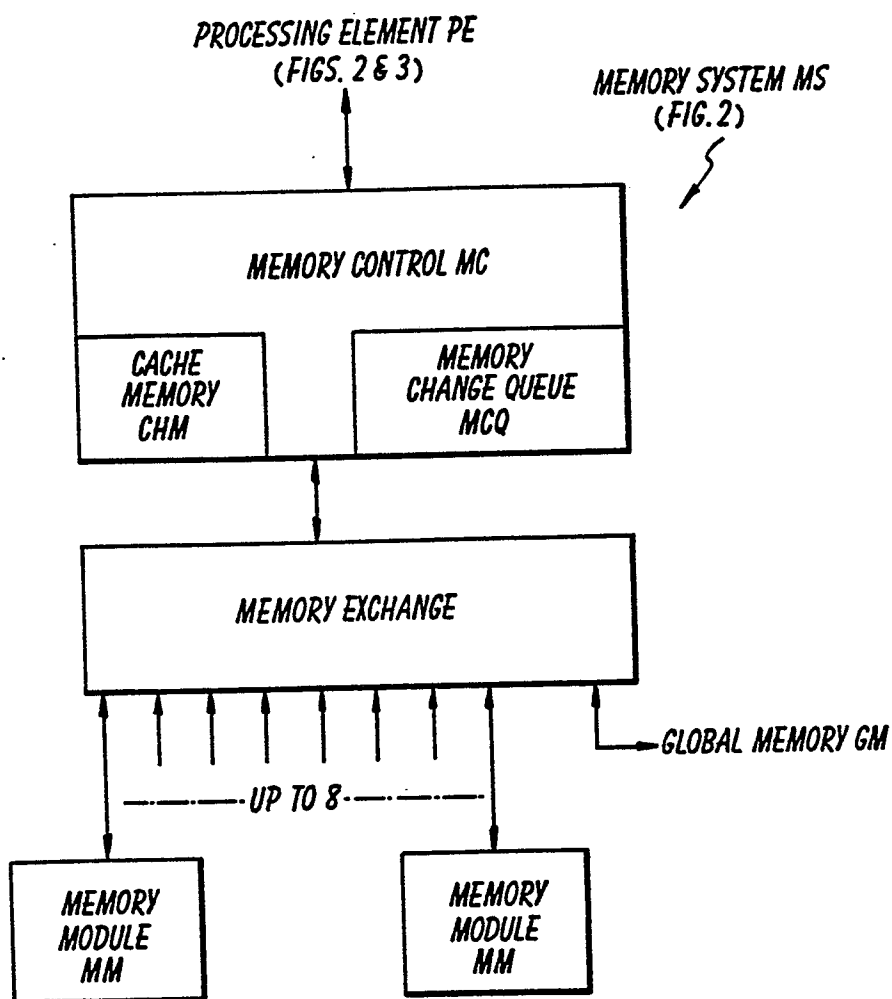 PROCESSING ELEMENT PE
(FIGS. 2 & 3)
MEMORY SYSTEM MS
(FIG. 2)
MEMORY CONTROL MC
CACHE
MEMORY
CHM
MEMORY
CHANGE QUEUE
MCQ
MEMORY EXCHANGE
GLOBAL MEMORY GM
UP TO 8
MEMORY
MODULE
MM
MEMORY
MODULE
MM